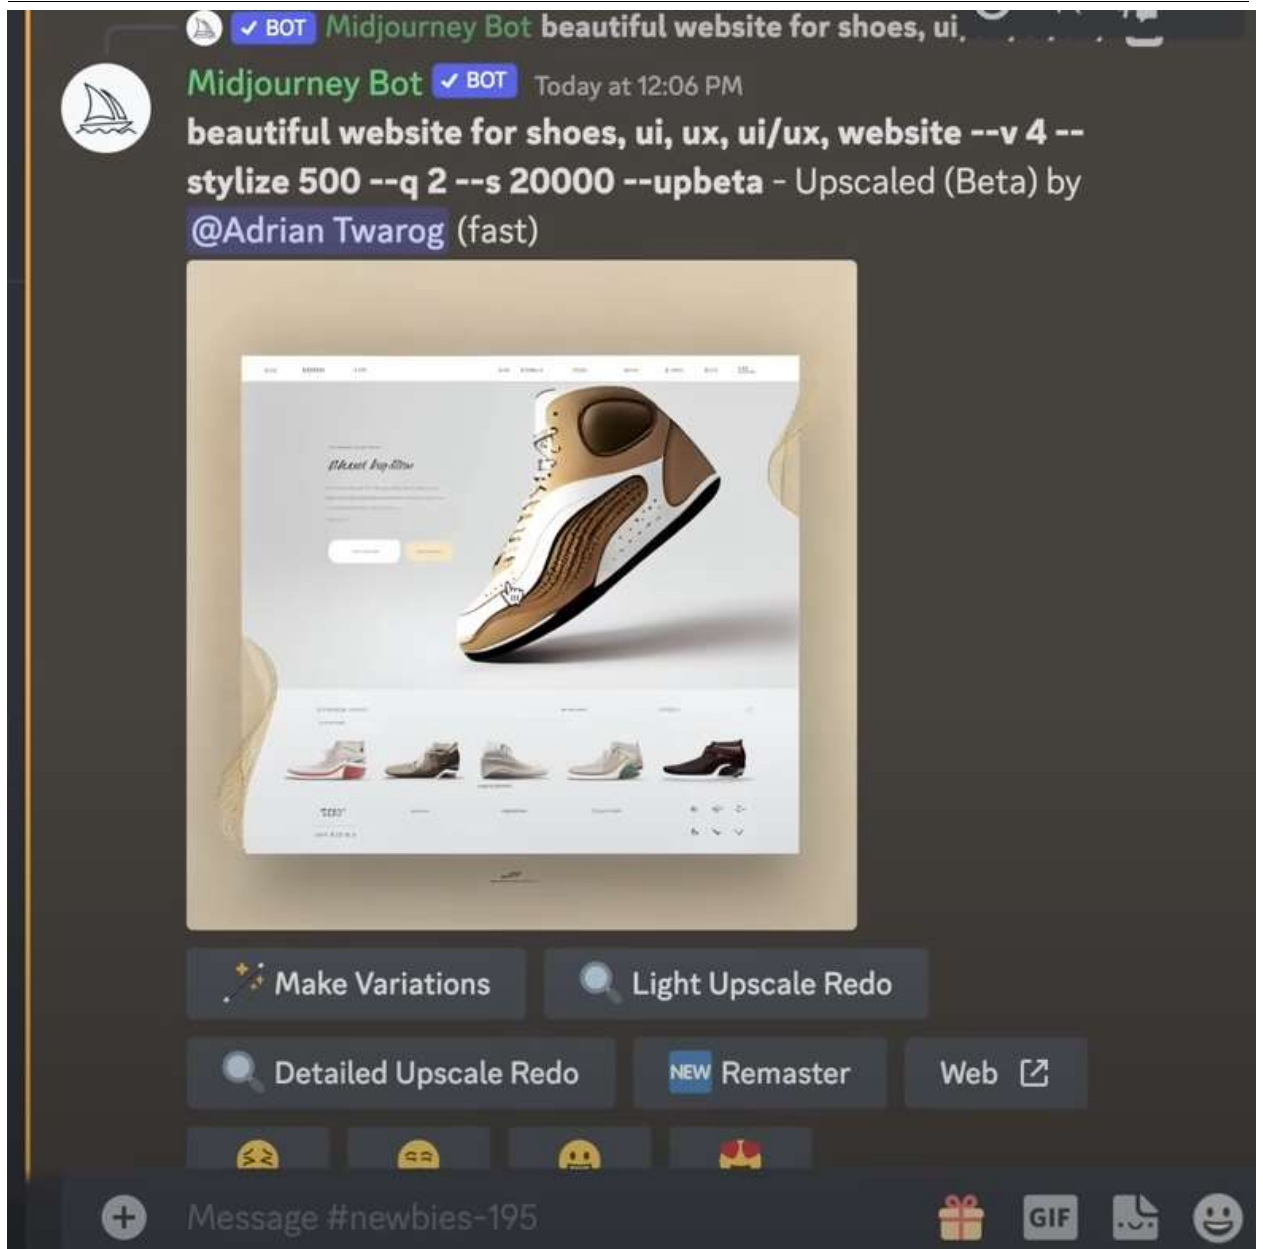 ✓ BOT Midjourney Bot beautiful website for shoes, ui,
Midjourney Bot ✓ BOT Today at 12:06 PM
beautiful website for shoes, ui, ux, ui/ux, website --v 4 --
stylize 500 --q 2 --s 20000 --upbeta - Upscaled (Beta) by
@Adrian Twarog (fast)
Make Variations
Light Upscale Redo
Detailed Upscale Redo
NEW Remaster
Web
Message #newbies-195
GIF